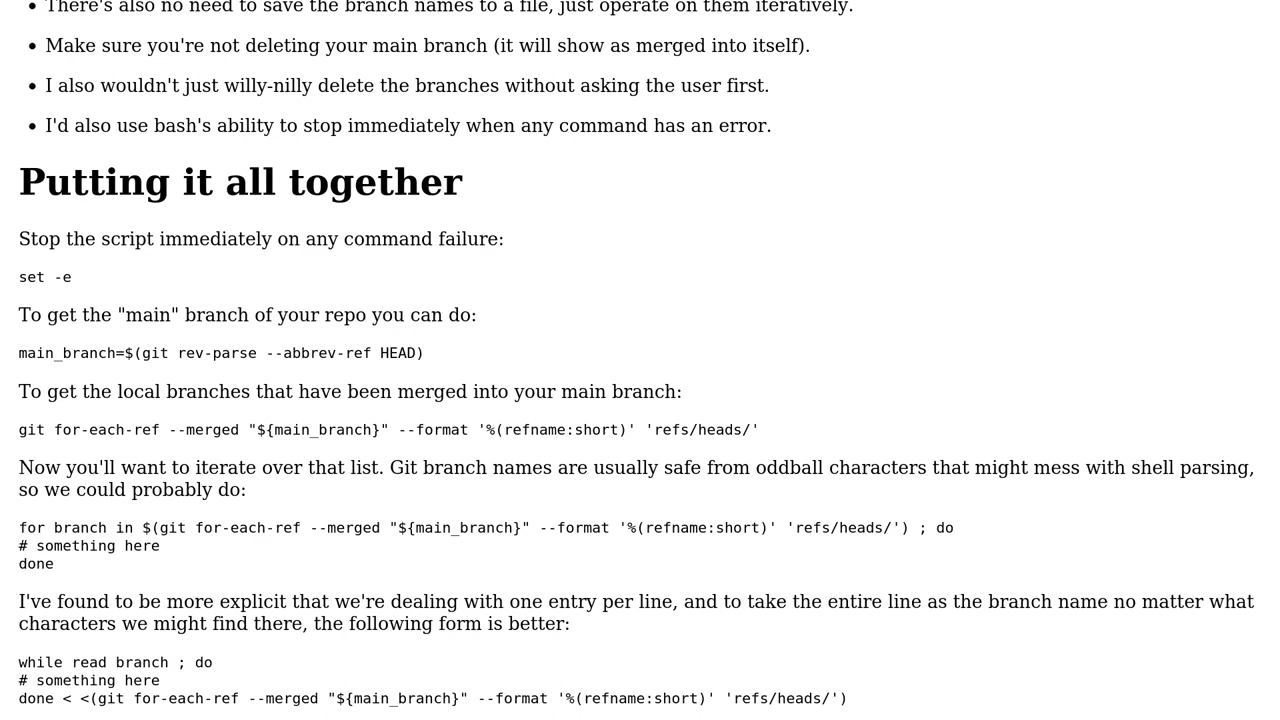 There's also no need to save the branch names to a file, just operate on them iteratively.
Make sure you're not deleting your main branch (it will show as merged into itself).
I also wouldn't just willy-nilly delete the branches without asking the user first.
I'd also use bash's ability to stop immediately when any command has an error.
Putting it all together
Stop the script immediately on any command failure:
set -e
To get the "main" branch of your repo you can do:
main_branch=$(git rev-parse --abbrev-ref HEAD)
To get the local branches that have been merged into your main branch:
git for-each-ref --merged "${main_branch}" --format '%(refname:short)' 'refs/heads/'
Now you'll want to iterate over that list. Git branch names are usually safe from oddball characters that might mess with shell parsing,
so we could probably do:
for branch in $(git for-each-ref --merged "${main_branch}" --format '%(refname:short)' 'refs/heads/') ; do
# something here
done
I've found to be more explicit that we're dealing with one entry per line, and to take the entire line as the branch name no matter what
characters we might find there, the following form is better:
while read branch ; do
# something here
done < <(git for-each-ref --merged "${main_branch}" --format '%(refname:short)' 'refs/heads/')